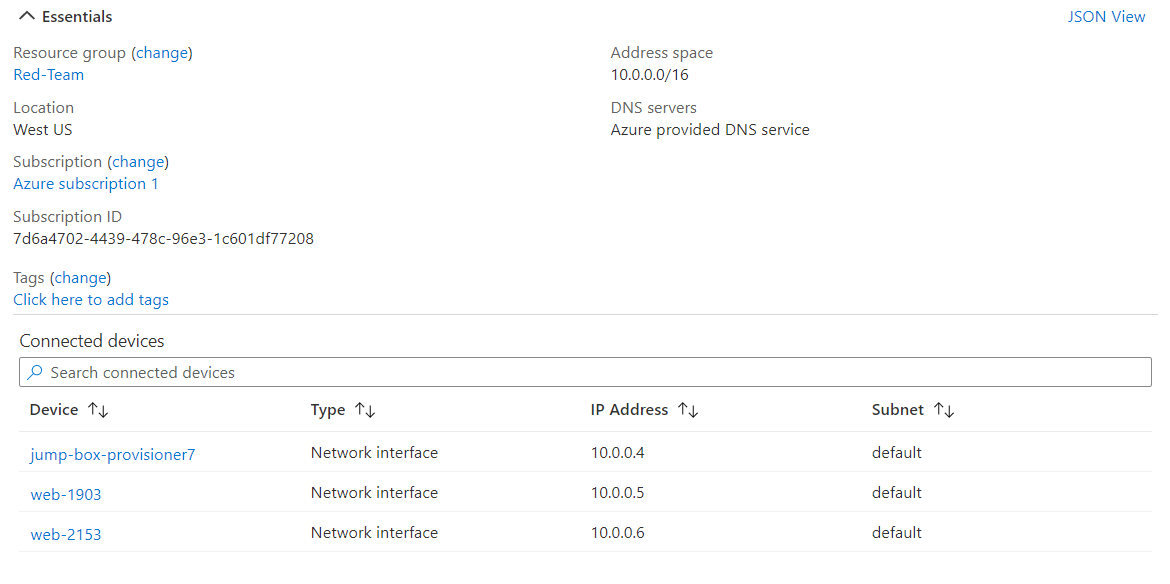 Essentials
JSON View
Resource group (change)
Red-Team
Location
West US
Subscription (change)
Azure subscription 1
Subscription ID
7d6a4702-4439-478c-96e3-1c601df77208
Tags (change)
Click here to add tags
Address space
10.0.0.0/16
DNS servers
Azure provided DNS service
Connected devices
Search connected devices
Device Type IP Address Subnet
jump-box-provisioner7 Network interface 10.0.0.4 default
web-1903 Network interface 10.0.0.5 default
web-2153 Network interface 10.0.0.6 default